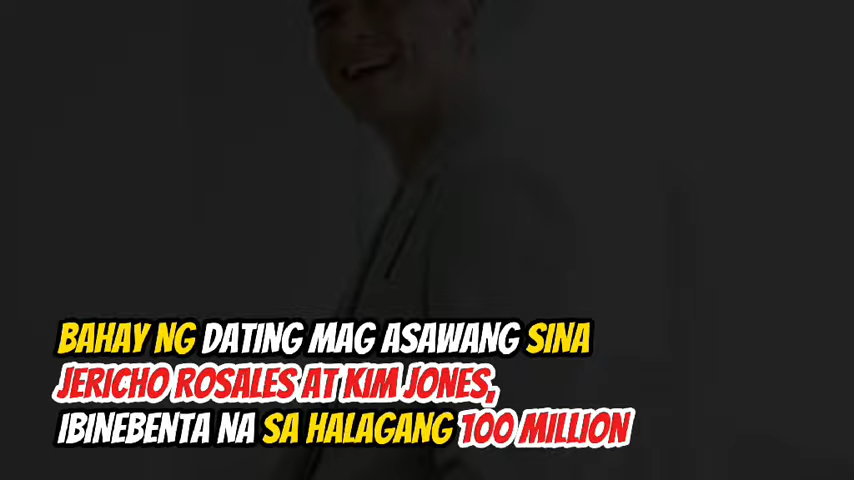 BAHAY NG DATING MAG ASAWANG SINA
JERICHO ROSALES AT KIM JONES,
IBINEBENTA NA SA HALAGANG 100 MILLION